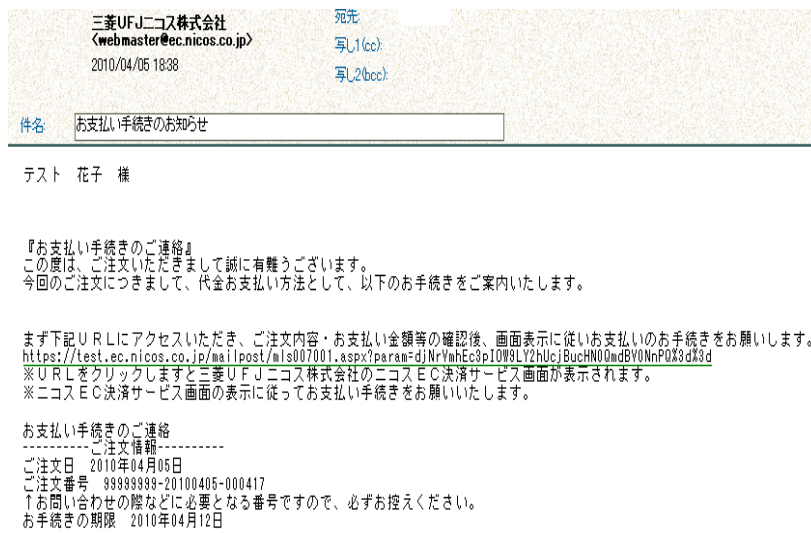 三菱UFJニコス株式会社
<webmaster@ec.nicos.co.jp>
2010/04/05 18:38
宛先:
写し1(cc):
写し2(bcc):
件名: お支払い手続きのお知らせ
テスト 花子 様
『お支払い手続きのご連絡』
この度は、ご注文いただきまして誠に有難うございます。
今回のご注文につきまして、代金お支払い方法として、以下のお手続きをご案内いたします。
まず下記URLにアクセスいただき、ご注文内容・お支払い金額等の確認後、画面表示に従いお支払いのお手続きをお願いします。
https://test.ec.nicos.co.jp/mailpost/mls007001.aspx?param=djNrVmhEc3pIOW9LY2hUcjBucHN0QmdBV0NnPQ%3d%3d
※URLをクリックしますと三菱UFJニコス株式会社のニコスEC決済サービス画面が表示されます。
※ニコスEC決済サービス画面の表示に従ってお支払い手続きをお願いいたします。
お支払い手続きのご連絡
----------ご注文情報----------
ご注文日 2010年04月05日
ご注文番号 99999999-20100405-000417
↑お問い合わせの際などに必要となる番号ですので、必ずお控えください。
お手続きの期限 2010年04月12日